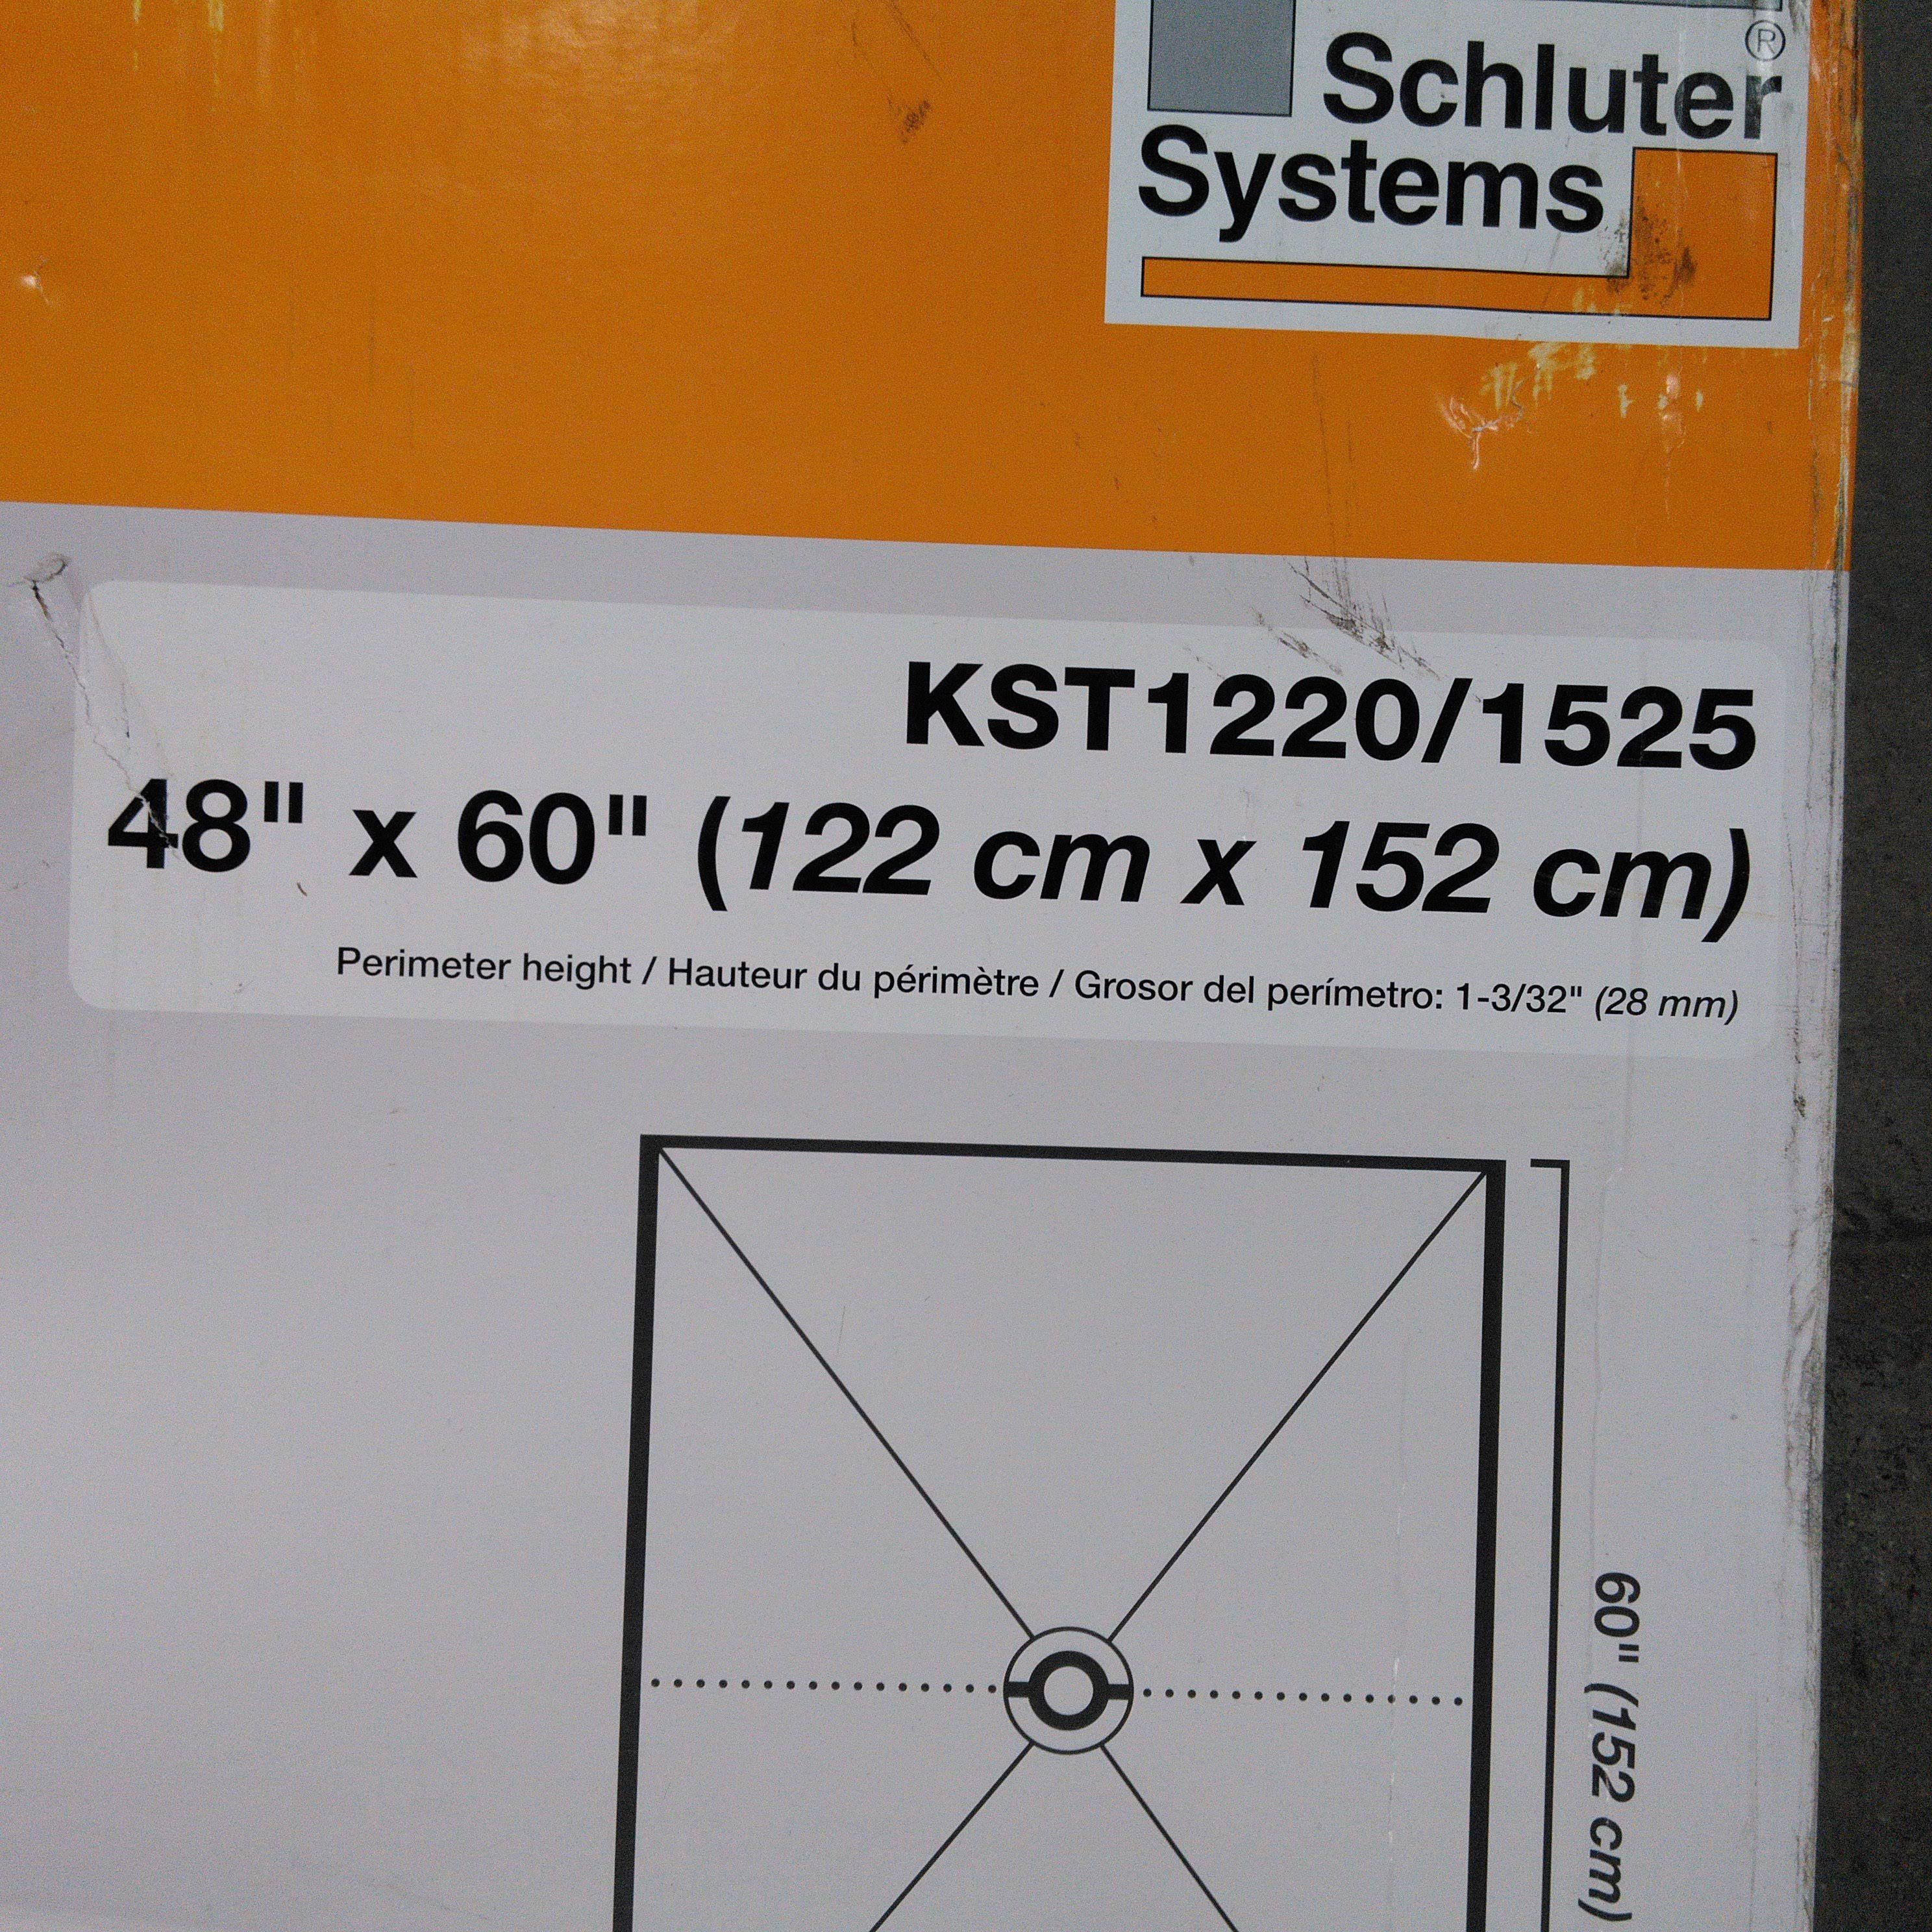 Schluter®
Systems
KST1220/1525
48" x 60" (122 cm x 152 cm)
Perimeter height / Hauteur du périmètre / Grosor del perímetro: 1-3/32" (28 mm)
60" (152 cm)